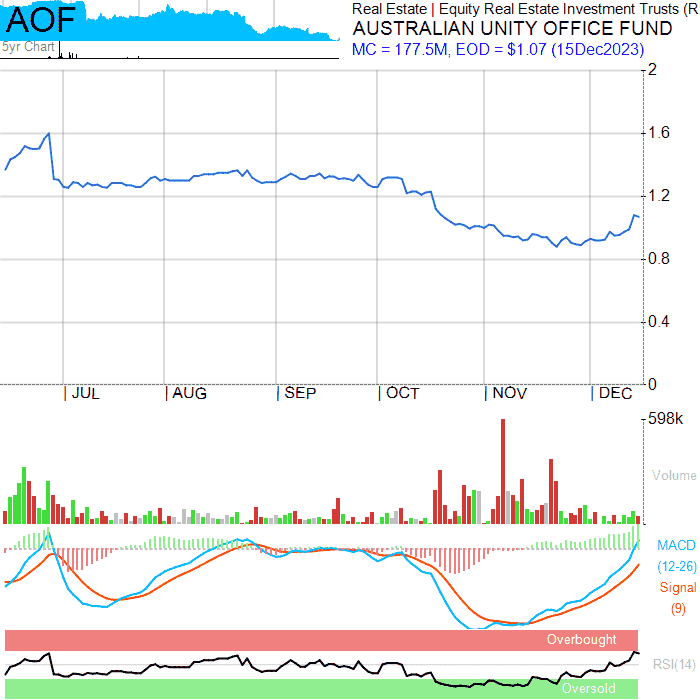 AOF
5yr Chart
Real Estate | Equity Real Estate Investment Trusts (R
AUSTRALIAN UNITY OFFICE FUND
MC = 177.5M, EOD = $1.07 (15Dec2023)
2
1.6
1.2
0.8
0.4
0
JUL
AUG
SEP
OCT
NOV
DEC
598k
Volume
MACD
(12-26)
Signal
(9)
Overbought
RSI(14)
Oversold